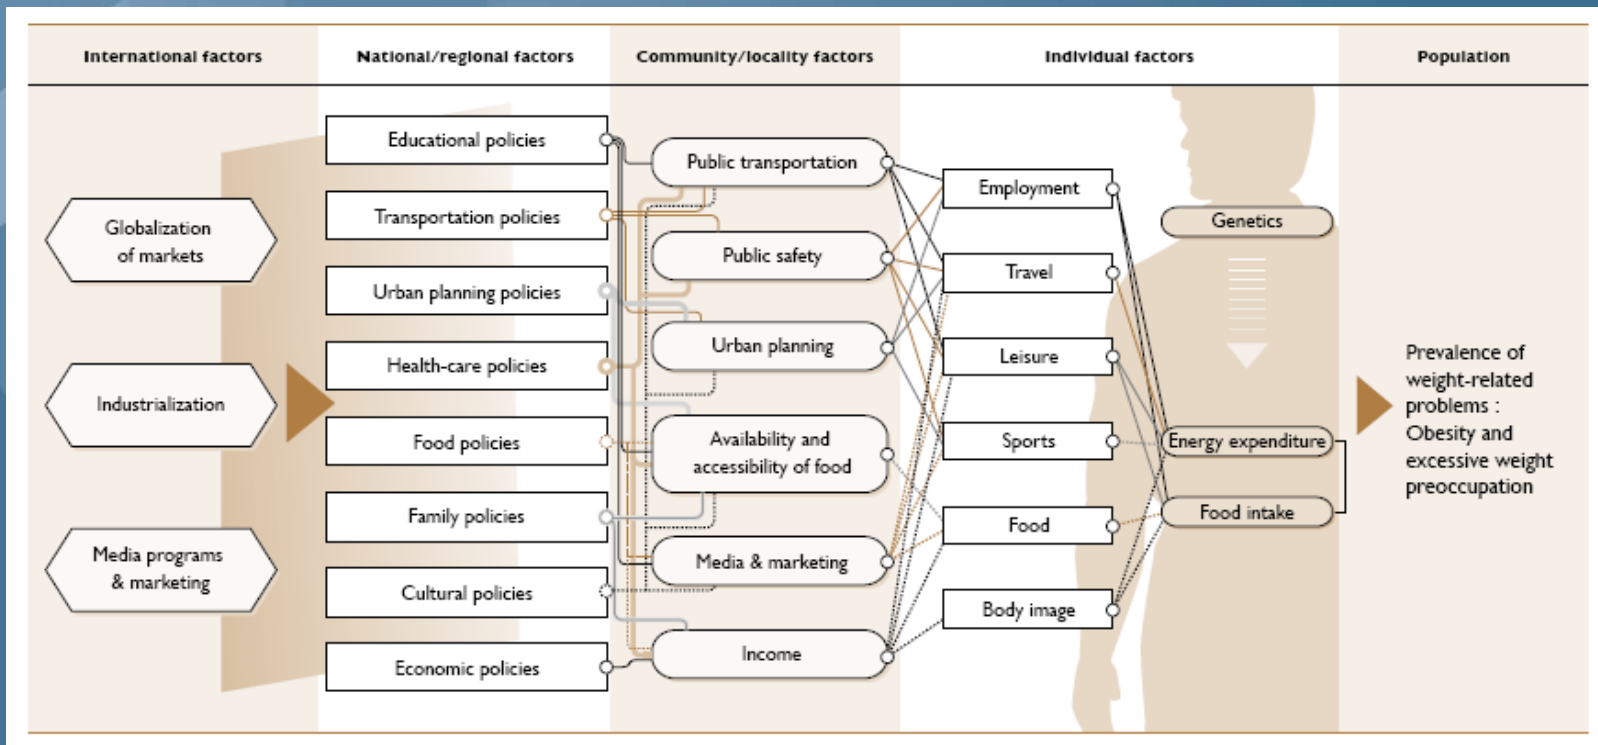 International factors
National/regional factors
Community/locality factors
Individual factors
Population
Globalization
of markets
Industrialization
Media programs
& marketing
Educational policies
Transportation policies
Urban planning policies
Health-care policies
Food policies
Family policies
Cultural policies
Economic policies
Public transportation
Public safety
Urban planning
Availability and
accessibility of food
Media & marketing
Income
Employment
Travel
Leisure
Sports
Food
Body image
Genetics
Energy expenditure
Food intake
Prevalence of
weight-related
problems :
Obesity and
excessive weight
preoccupation